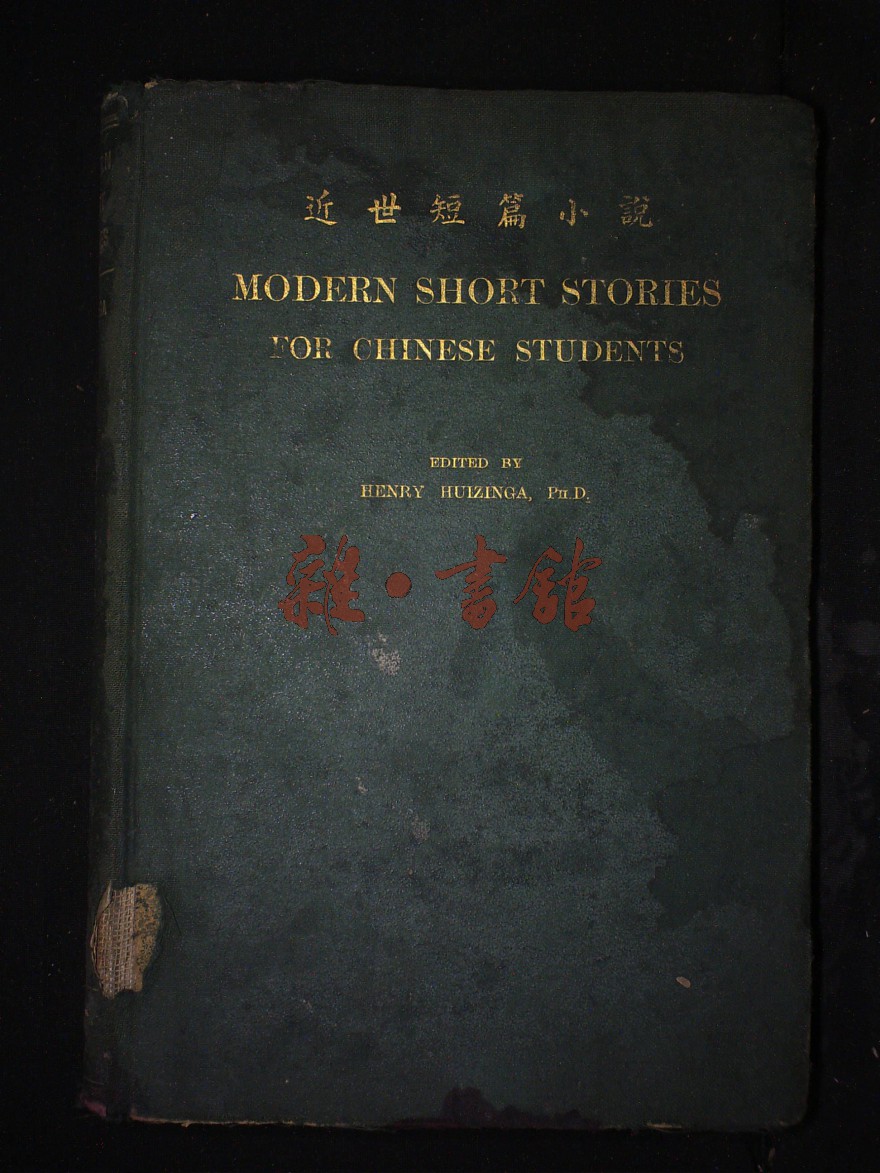 近世短篇小說
MODERN SHORT STORIES
FOR CHINESE STUDENTS
EDITED BY
HENRY HUIZINGA, PH.D.
雜·書館